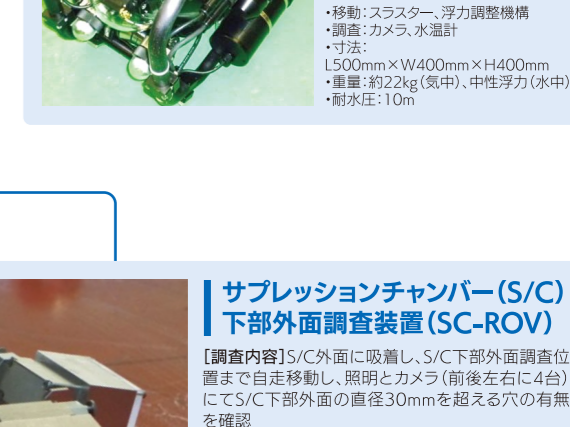 ・移動：スラスター、浮力調整機構
・調査：カメラ、水温計
・寸法：
L500mm×W400mm×H400mm
・重量：約22kg（気中）、中性浮力（水中）
・耐水圧：10m
サプレッションチャンバー（S/C）
下部外面調査装置（SC-ROV）
［調査内容］S/C外面に吸着し、S/C下部外面調査位
置まで自走移動し、照明とカメラ（前後左右に4台）
にてS/C下部外面の直径30mmを超える穴の有無
を確認